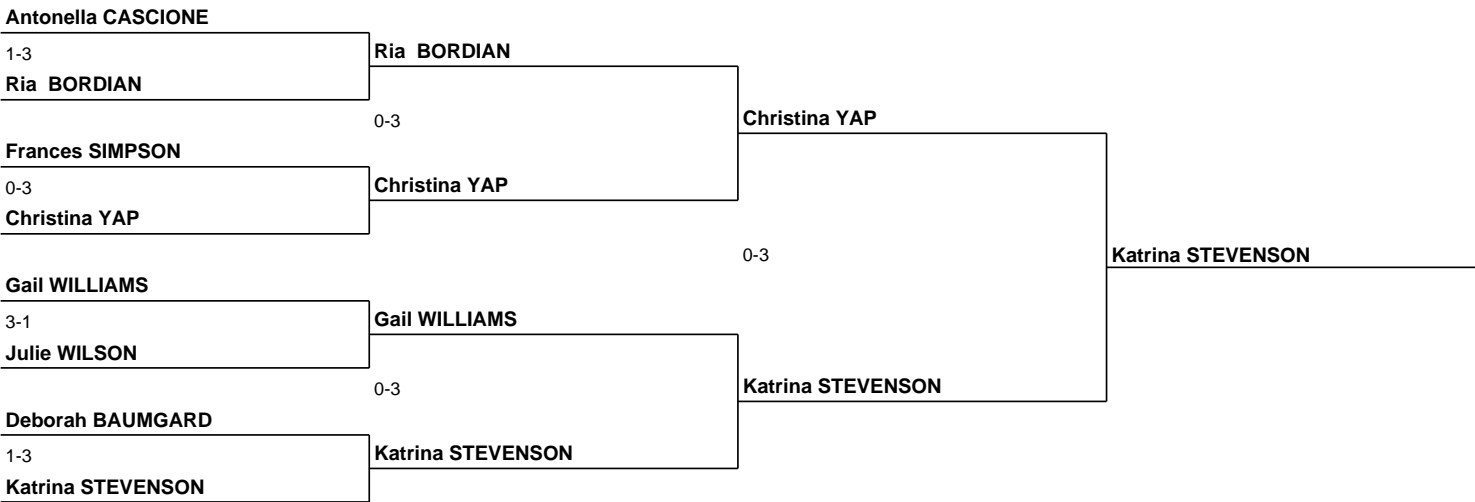 Antonella CASCIONE
1-3
Ria  BORDIAN
Ria  BORDIAN
0-3
Christina YAP
Frances SIMPSON
0-3
Christina YAP
Christina YAP
0-3
Katrina STEVENSON
Gail WILLIAMS
3-1
Gail WILLIAMS
Julie WILSON
0-3
Katrina STEVENSON
Deborah BAUMGARD
1-3
Katrina STEVENSON
Katrina STEVENSON